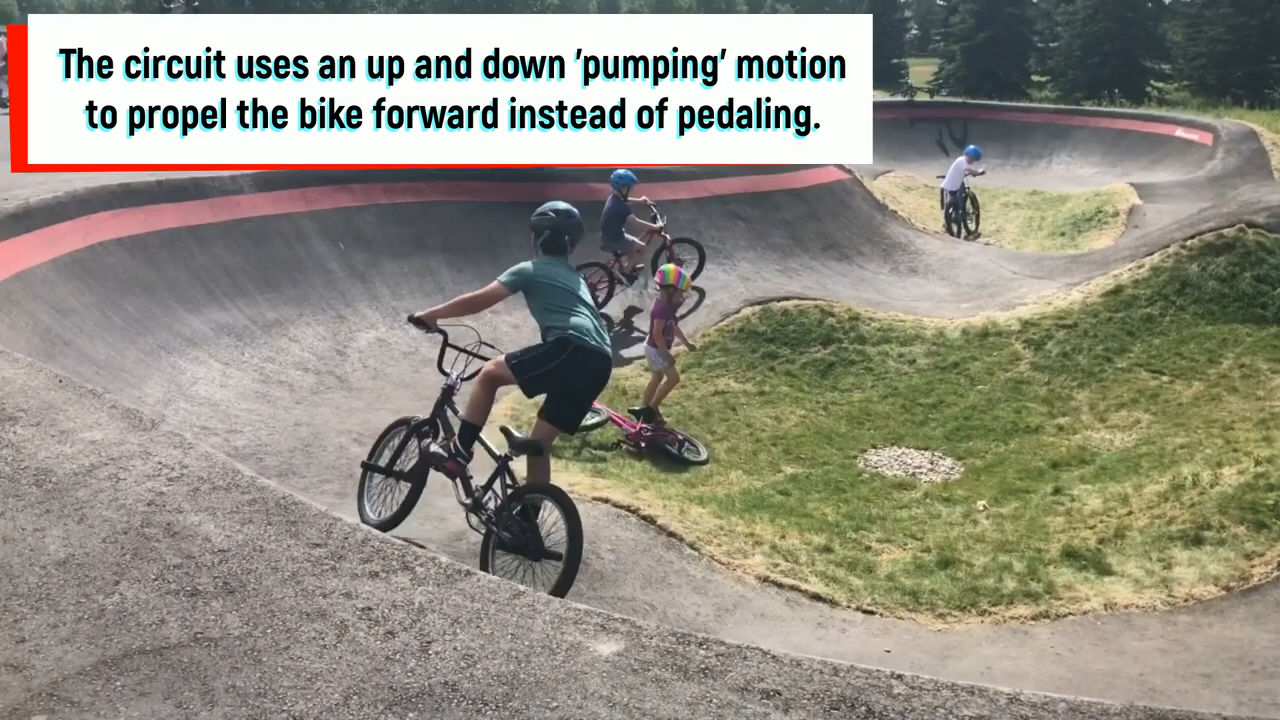 The circuit uses an up and down 'pumping' motion
to propel the bike forward instead of pedaling.